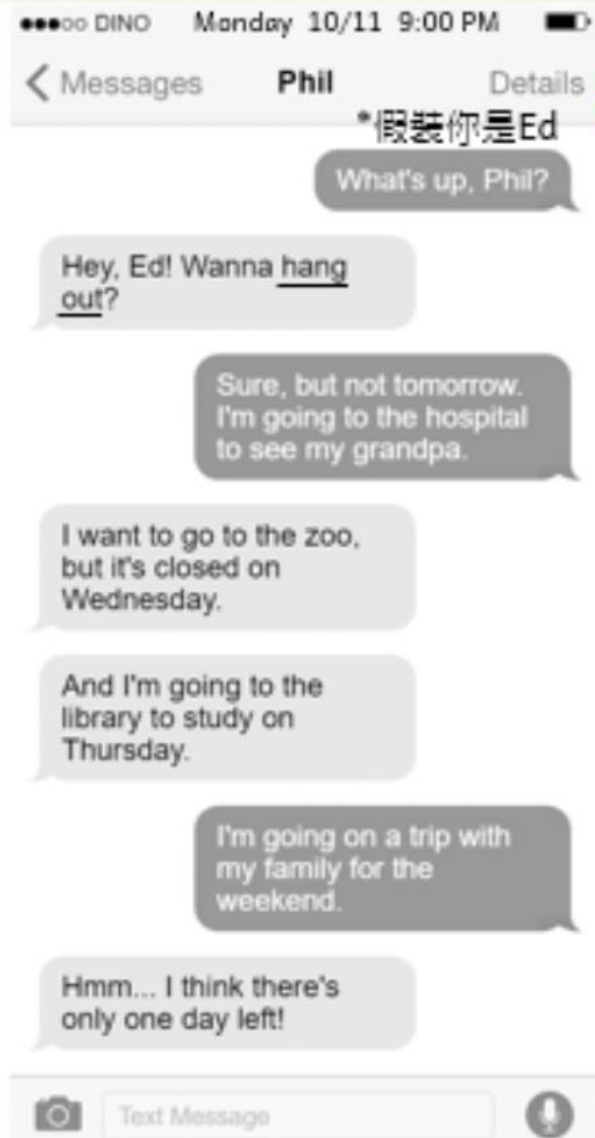 DINO Monday 10/11 9:00 PM
Messages Phil Details
*假裝你是Ed
What's up, Phil?
Hey, Ed! Wanna hang
out?
Sure, but not tomorrow.
I'm going to the hospital
to see my grandpa.
I want to go to the zoo,
but it's closed on
Wednesday.
And I'm going to the
library to study on
Thursday.
I'm going on a trip with
my family for the
weekend.
Hmm... I think there's
only one day left!
Text Message